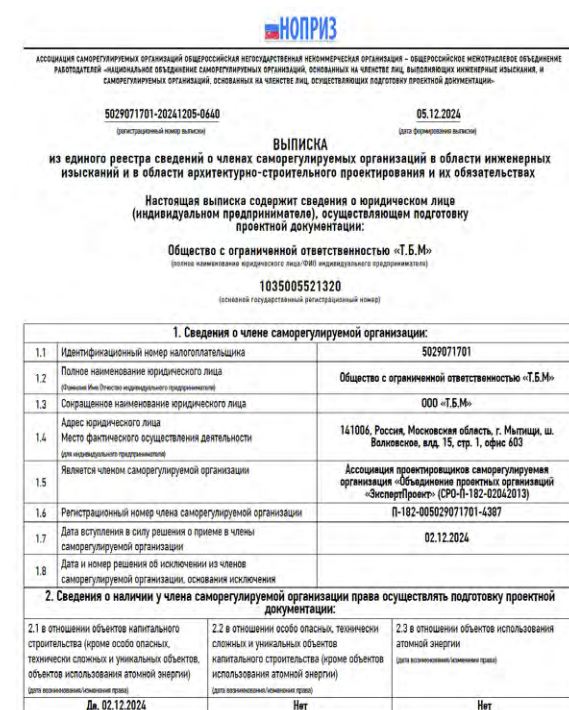 НОПРИЗ
АССОЦИАЦИЯ САМОРЕГУЛИРУЕМЫХ ОРГАНИЗАЦИЙ ОБЩЕРОССИЙСКАЯ НЕГОСУДАРСТВЕННАЯ НЕКОММЕРЧЕСКАЯ ОРГАНИЗАЦИЯ – ОБЩЕРОССИЙСКОЕ МЕЖОТРАСЛЕВОЕ ОБЪЕДИНЕНИЕ
РАБОТОДАТЕЛЕЙ «НАЦИОНАЛЬНОЕ ОБЪЕДИНЕНИЕ САМОРЕГУЛИРУЕМЫХ ОРГАНИЗАЦИЙ, ОСНОВАННЫХ НА ЧЛЕНСТВЕ ЛИЦ, ВЫПОЛНЯЮЩИХ ИНЖЕНЕРНЫЕ ИЗЫСКАНИЯ, И
САМОРЕГУЛИРУЕМЫХ ОРГАНИЗАЦИЙ, ОСНОВАННЫХ НА ЧЛЕНСТВЕ ЛИЦ, ОСУЩЕСТВЛЯЮЩИХ ПОДГОТОВКУ ПРОЕКТНОЙ ДОКУМЕНТАЦИИ»
5029071701-20241205-0640 05.12.2024
(регистрационный номер выписки) (дата формирования выписки)
ВЫПИСКА
из единого реестра сведений о членах саморегулируемых организаций в области инженерных
изысканий и в области архитектурно-строительного проектирования и их обязательствах
Настоящая выписка содержит сведения о юридическом лице
(индивидуальном предпринимателе), осуществляющем подготовку
проектной документации:
Общество с ограниченной ответственностью «Т.Б.М»
(полное наименование юридического лица/ФИО индивидуального предпринимателя)
1035005521320
(основной государственный регистрационный номер)
1. Сведения о члене саморегулируемой организации:
1.1 Идентификационный номер налогоплательщика 5029071701
1.2 Полное наименование юридического лица
(Фамилия Имя Отчество индивидуального предпринимателя)
Общество с ограниченной ответственностью «Т.Б.М»
1.3 Сокращенное наименование юридического лица ООО «Т.Б.М»
1.4 Адрес юридического лица
Место фактического осуществления деятельности
(для индивидуального предпринимателя)
141006, Россия, Московская область, г. Мытищи, ш.
Волковское, влд. 15, стр. 1, офис 603
1.5 Является членом саморегулируемой организации
Ассоциация проектировщиков саморегулируемая
организация «Объединение проектных организаций
«ЭкспертПроект» (СРО-П-182-02042013)
1.6 Регистрационный номер члена саморегулируемой организации П-182-005029071701-4387
1.7 Дата вступления в силу решения о приеме в члены
саморегулируемой организации
02.12.2024
1.8 Дата и номер решения об исключении из членов
саморегулируемой организации, основания исключения
2. Сведения о наличии у члена саморегулируемой организации права осуществлять подготовку проектной
документации:
2.1 в отношении объектов капитального
строительства (кроме особо опасных,
технически сложных и уникальных объектов,
объектов использования атомной энергии)
(дата возникновения/изменения права)
2.2 в отношении особо опасных, технически
сложных и уникальных объектов
капитального строительства (кроме объектов
использования атомной энергии)
(дата возникновения/изменения права)
2.3 в отношении объектов использования
атомной энергии
(дата возникновения/изменения права)
Да, 02.12.2024 Нет Нет